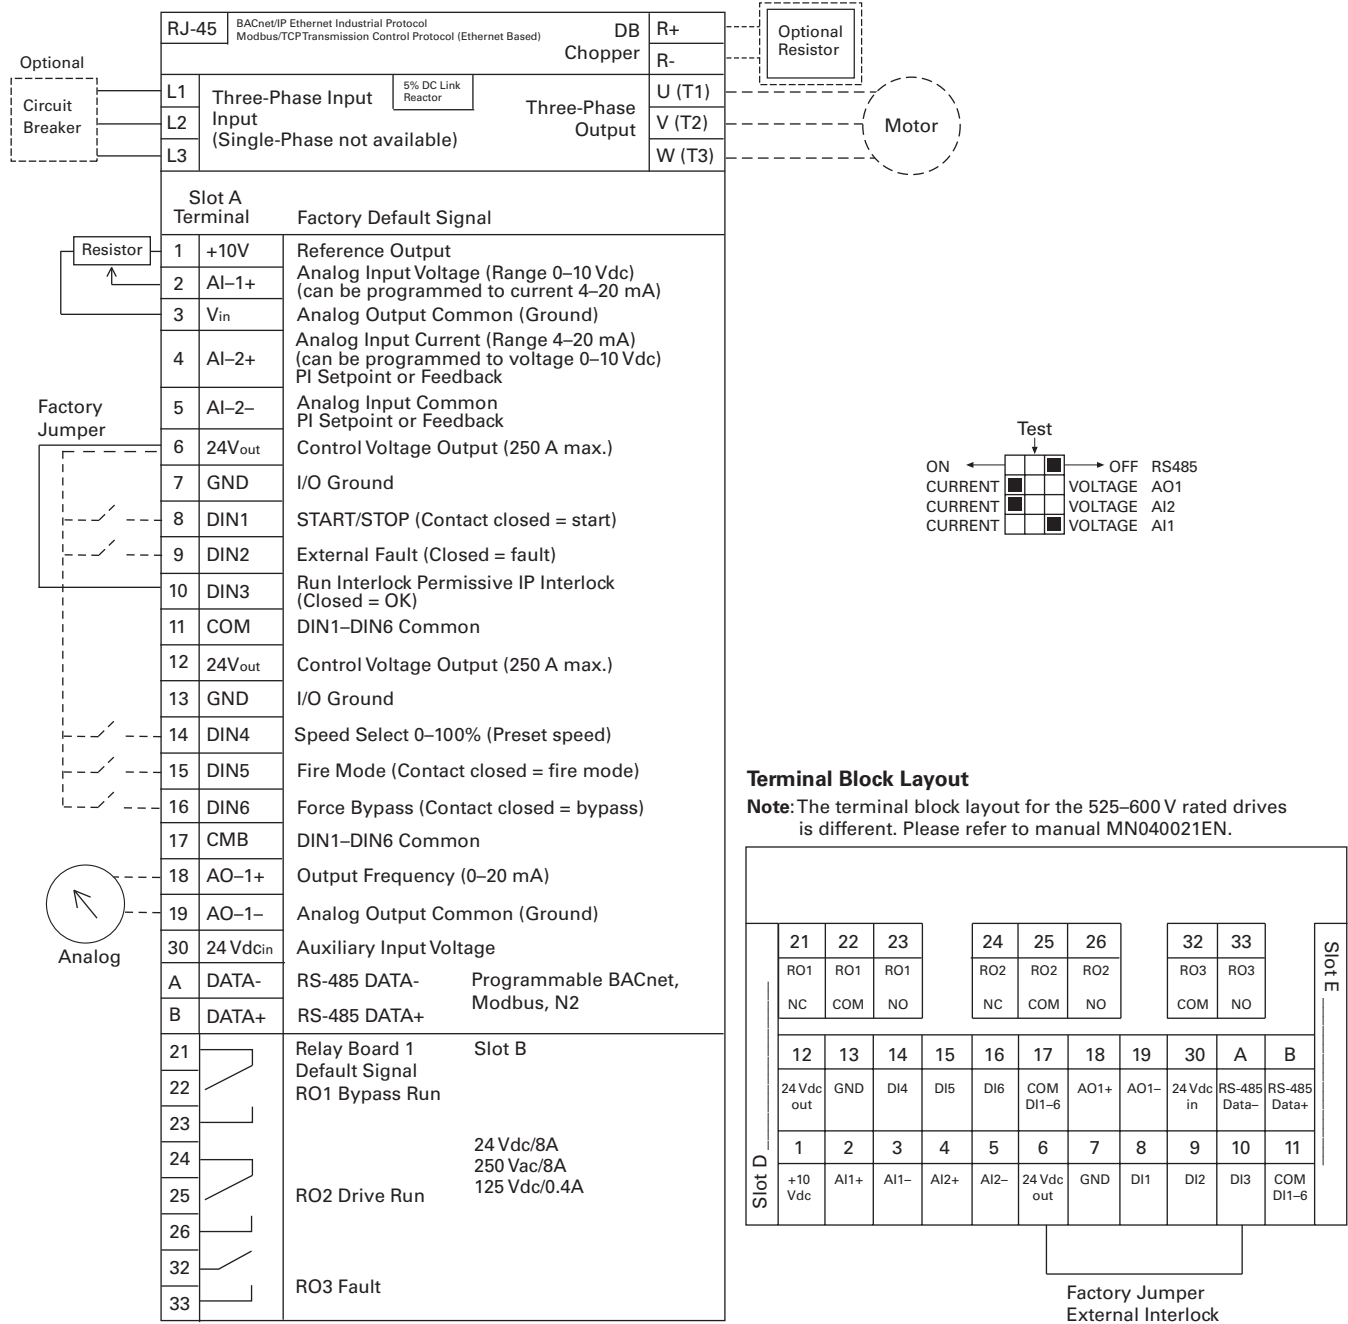 RJ-45 BACnet/IP Ethernet Industrial Protocol
Modbus/TCP Transmission Control Protocol (Ethernet Based)
DB
Chopper
R+
R-
Optional
Resistor
Optional
Circuit
Breaker
L1
L2
L3
Three-Phase Input
Input
(Single-Phase not available)
5% DC Link
Reactor
Three-Phase
Output
U (T1)
V (T2)
W (T3)
Motor
Slot A
Terminal Factory Default Signal
Resistor
1 +10V Reference Output
2 AI–1+ Analog Input Voltage (Range 0–10 Vdc)
(can be programmed to current 4–20 mA)
3 Vin Analog Output Common (Ground)
4 AI–2+ Analog Input Current (Range 4–20 mA)
(can be programmed to voltage 0–10 Vdc)
PI Setpoint or Feedback
5 AI–2– Analog Input Common
PI Setpoint or Feedback
Factory
Jumper
6 24Vout Control Voltage Output (250 A max.)
7 GND I/O Ground
8 DIN1 START/STOP (Contact closed = start)
9 DIN2 External Fault (Closed = fault)
10 DIN3 Run Interlock Permissive IP Interlock
(Closed = OK)
11 COM DIN1–DIN6 Common
12 24Vout Control Voltage Output (250 A max.)
13 GND I/O Ground
14 DIN4 Speed Select 0–100% (Preset speed)
15 DIN5 Fire Mode (Contact closed = fire mode)
16 DIN6 Force Bypass (Contact closed = bypass)
17 CMB DIN1–DIN6 Common
18 AO–1+ Output Frequency (0–20 mA)
19 AO–1– Analog Output Common (Ground)
Analog
30 24 Vdcin Auxiliary Input Voltage
A DATA- RS-485 DATA-
B DATA+ RS-485 DATA+
Programmable BACnet,
Modbus, N2
21
22
23
24
25
26
32
33
Relay Board 1 Slot B
Default Signal
RO1 Bypass Run
24 Vdc/8A
250 Vac/8A
125 Vdc/0.4A
RO2 Drive Run
RO3 Fault
Test
ON OFF RS485
CURRENT VOLTAGE AO1
CURRENT VOLTAGE AI2
CURRENT VOLTAGE AI1
Terminal Block Layout
Note: The terminal block layout for the 525–600 V rated drives
is different. Please refer to manual MN040021EN.
Slot D
Slot E
21 22 23 24 25 26 32 33
RO1 RO1 RO1 RO2 RO2 RO2 RO3 RO3
NC COM NO NC COM NO COM NO
12 13 14 15 16 17 18 19 30 A B
24 Vdc GND DI4 DI5 DI6 COM AO1+ AO1– 24 Vdc RS-485 RS-485
out DI1–6 in Data– Data+
1 2 3 4 5 6 7 8 9 10 11
+10 AI1+ AI1– AI2+ AI2– 24 Vdc GND DI1 DI2 DI3 COM
Vdc out DI1–6
Factory Jumper
External Interlock